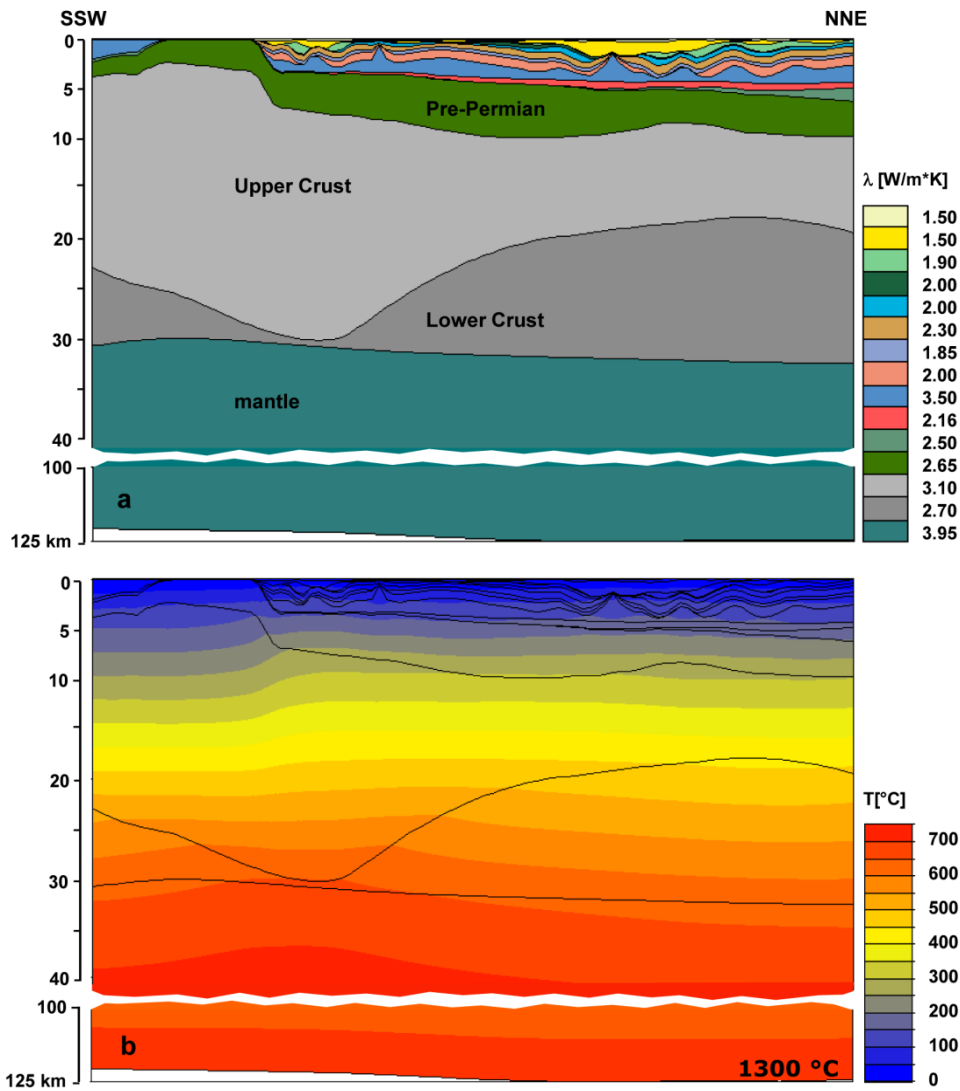 SSW
NNE
0
5
10
20
30
40
100
125 km
Pre-Permian
Upper Crust
Lower Crust
mantle
a
λ [W/m*K]
1.50
1.50
1.90
2.00
2.00
2.30
1.85
2.00
3.50
2.16
2.50
2.65
3.10
2.70
3.95
0
5
10
20
30
40
100
125 km
b
1300 °C
T[°C]
700
600
400
300
200
100
0